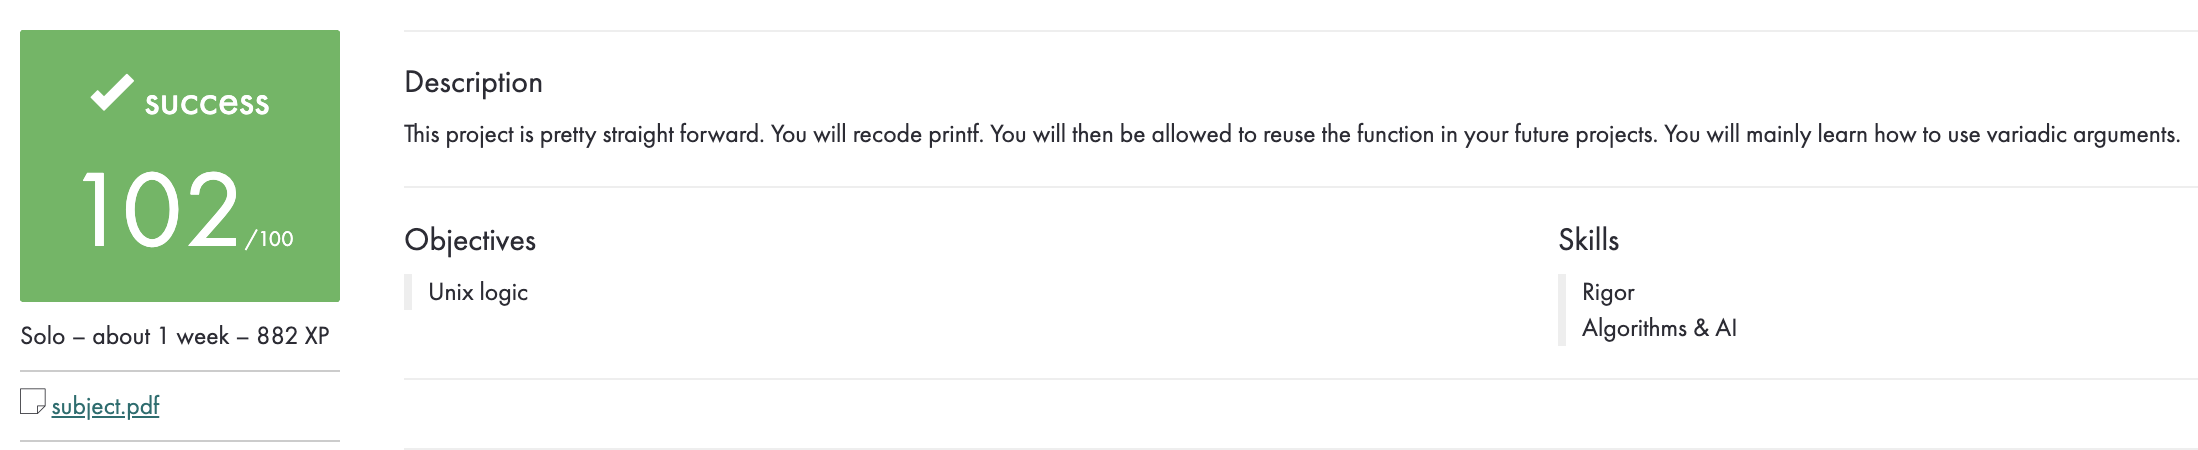 success
102/100
Solo – about 1 week – 882 XP
subject.pdf
Description
This project is pretty straight forward. You will recode printf. You will then be allowed to reuse the function in your future projects. You will mainly learn how to use variadic arguments.
Objectives
Unix logic
Skills
Rigor
Algorithms & AI